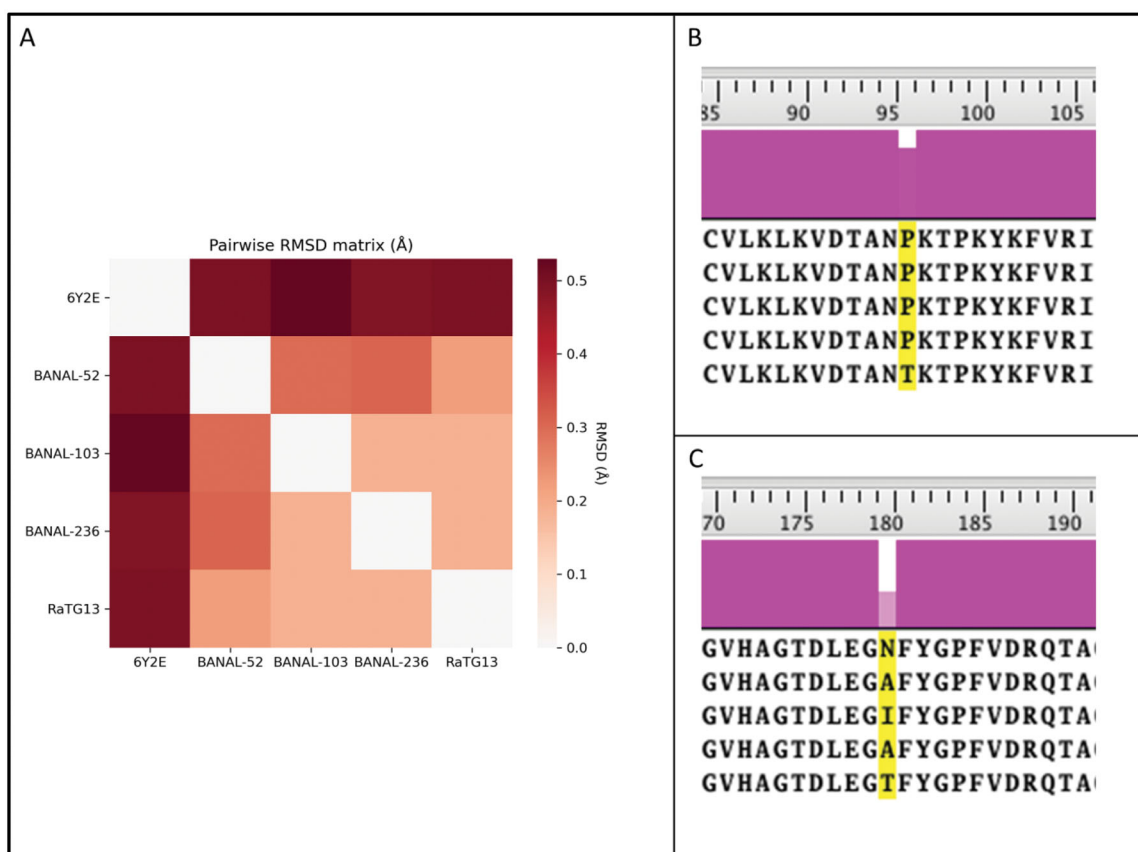 A
Pairwise RMSD matrix (Å)
6Y2E
BANAL-52
BANAL-103
BANAL-236
RaTG13
6Y2E BANAL-52 BANAL-103 BANAL-236 RaTG13
0.5
0.4
0.3
0.2
0.1
0.0
RMSD (Å)
B
85 90 95 100 105
CVLKLKVDTANPKTPKYKFVRI
CVLKLKVDTANPKTPKYKFVRI
CVLKLKVDTANPKTPKYKFVRI
CVLKLKVDTANPKTPKYKFVRI
CVLKLKVDTANTKTPKYKFVRI
C
70 175 180 185 190
GVHAGTDLEGNFYGPFVDRQTA
GVHAGTDLEGAFYGPFVDRQTA
GVHAGTDLEGIFYGPFVDRQTA
GVHAGTDLEGAFYGPFVDRQTA
GVHAGTDLEGTFYGPFVDRQTA